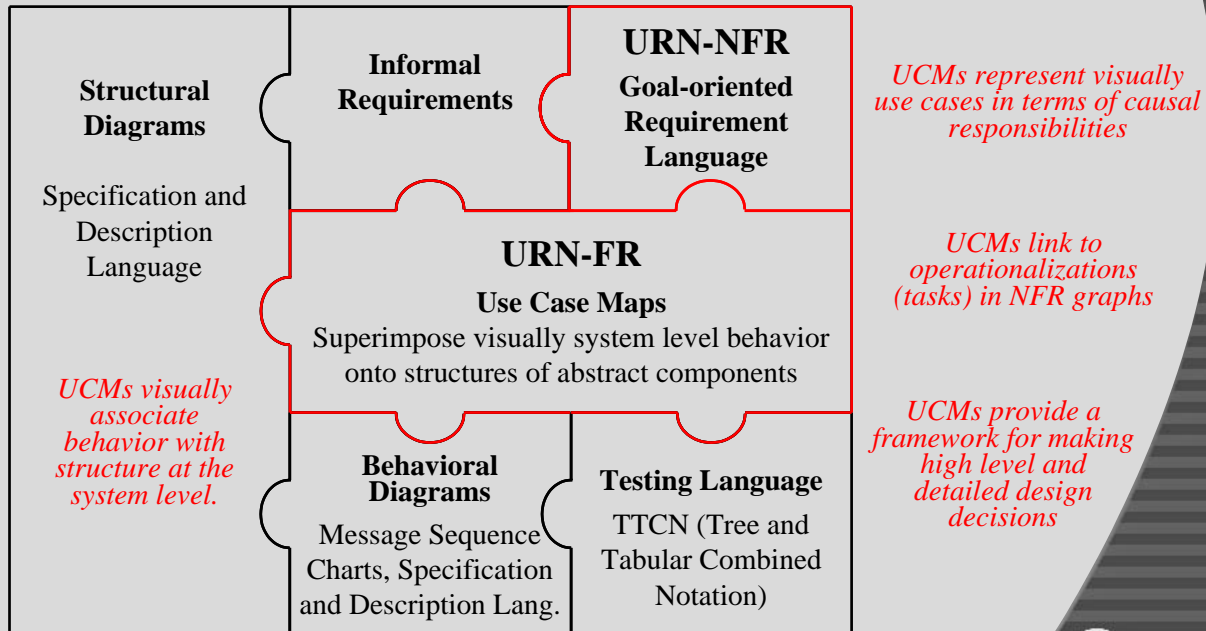 Structural
Diagrams
Specification and
Description
Language
UCMs visually
associate
behavior with
structure at the
system level.
Informal
Requirements
URN-NFR
Goal-oriented
Requirement
Language
URN-FR
Use Case Maps
Superimpose visually system level behavior
onto structures of abstract components
Behavioral
Diagrams
Message Sequence
Charts, Specification
and Description Lang.
Testing Language
TTCN (Tree and
Tabular Combined
Notation)
UCMs represent visually
use cases in terms of causal
responsibilities
UCMs link to
operationalizations
(tasks) in NFR graphs
UCMs provide a
framework for making
high level and
detailed design
decisions